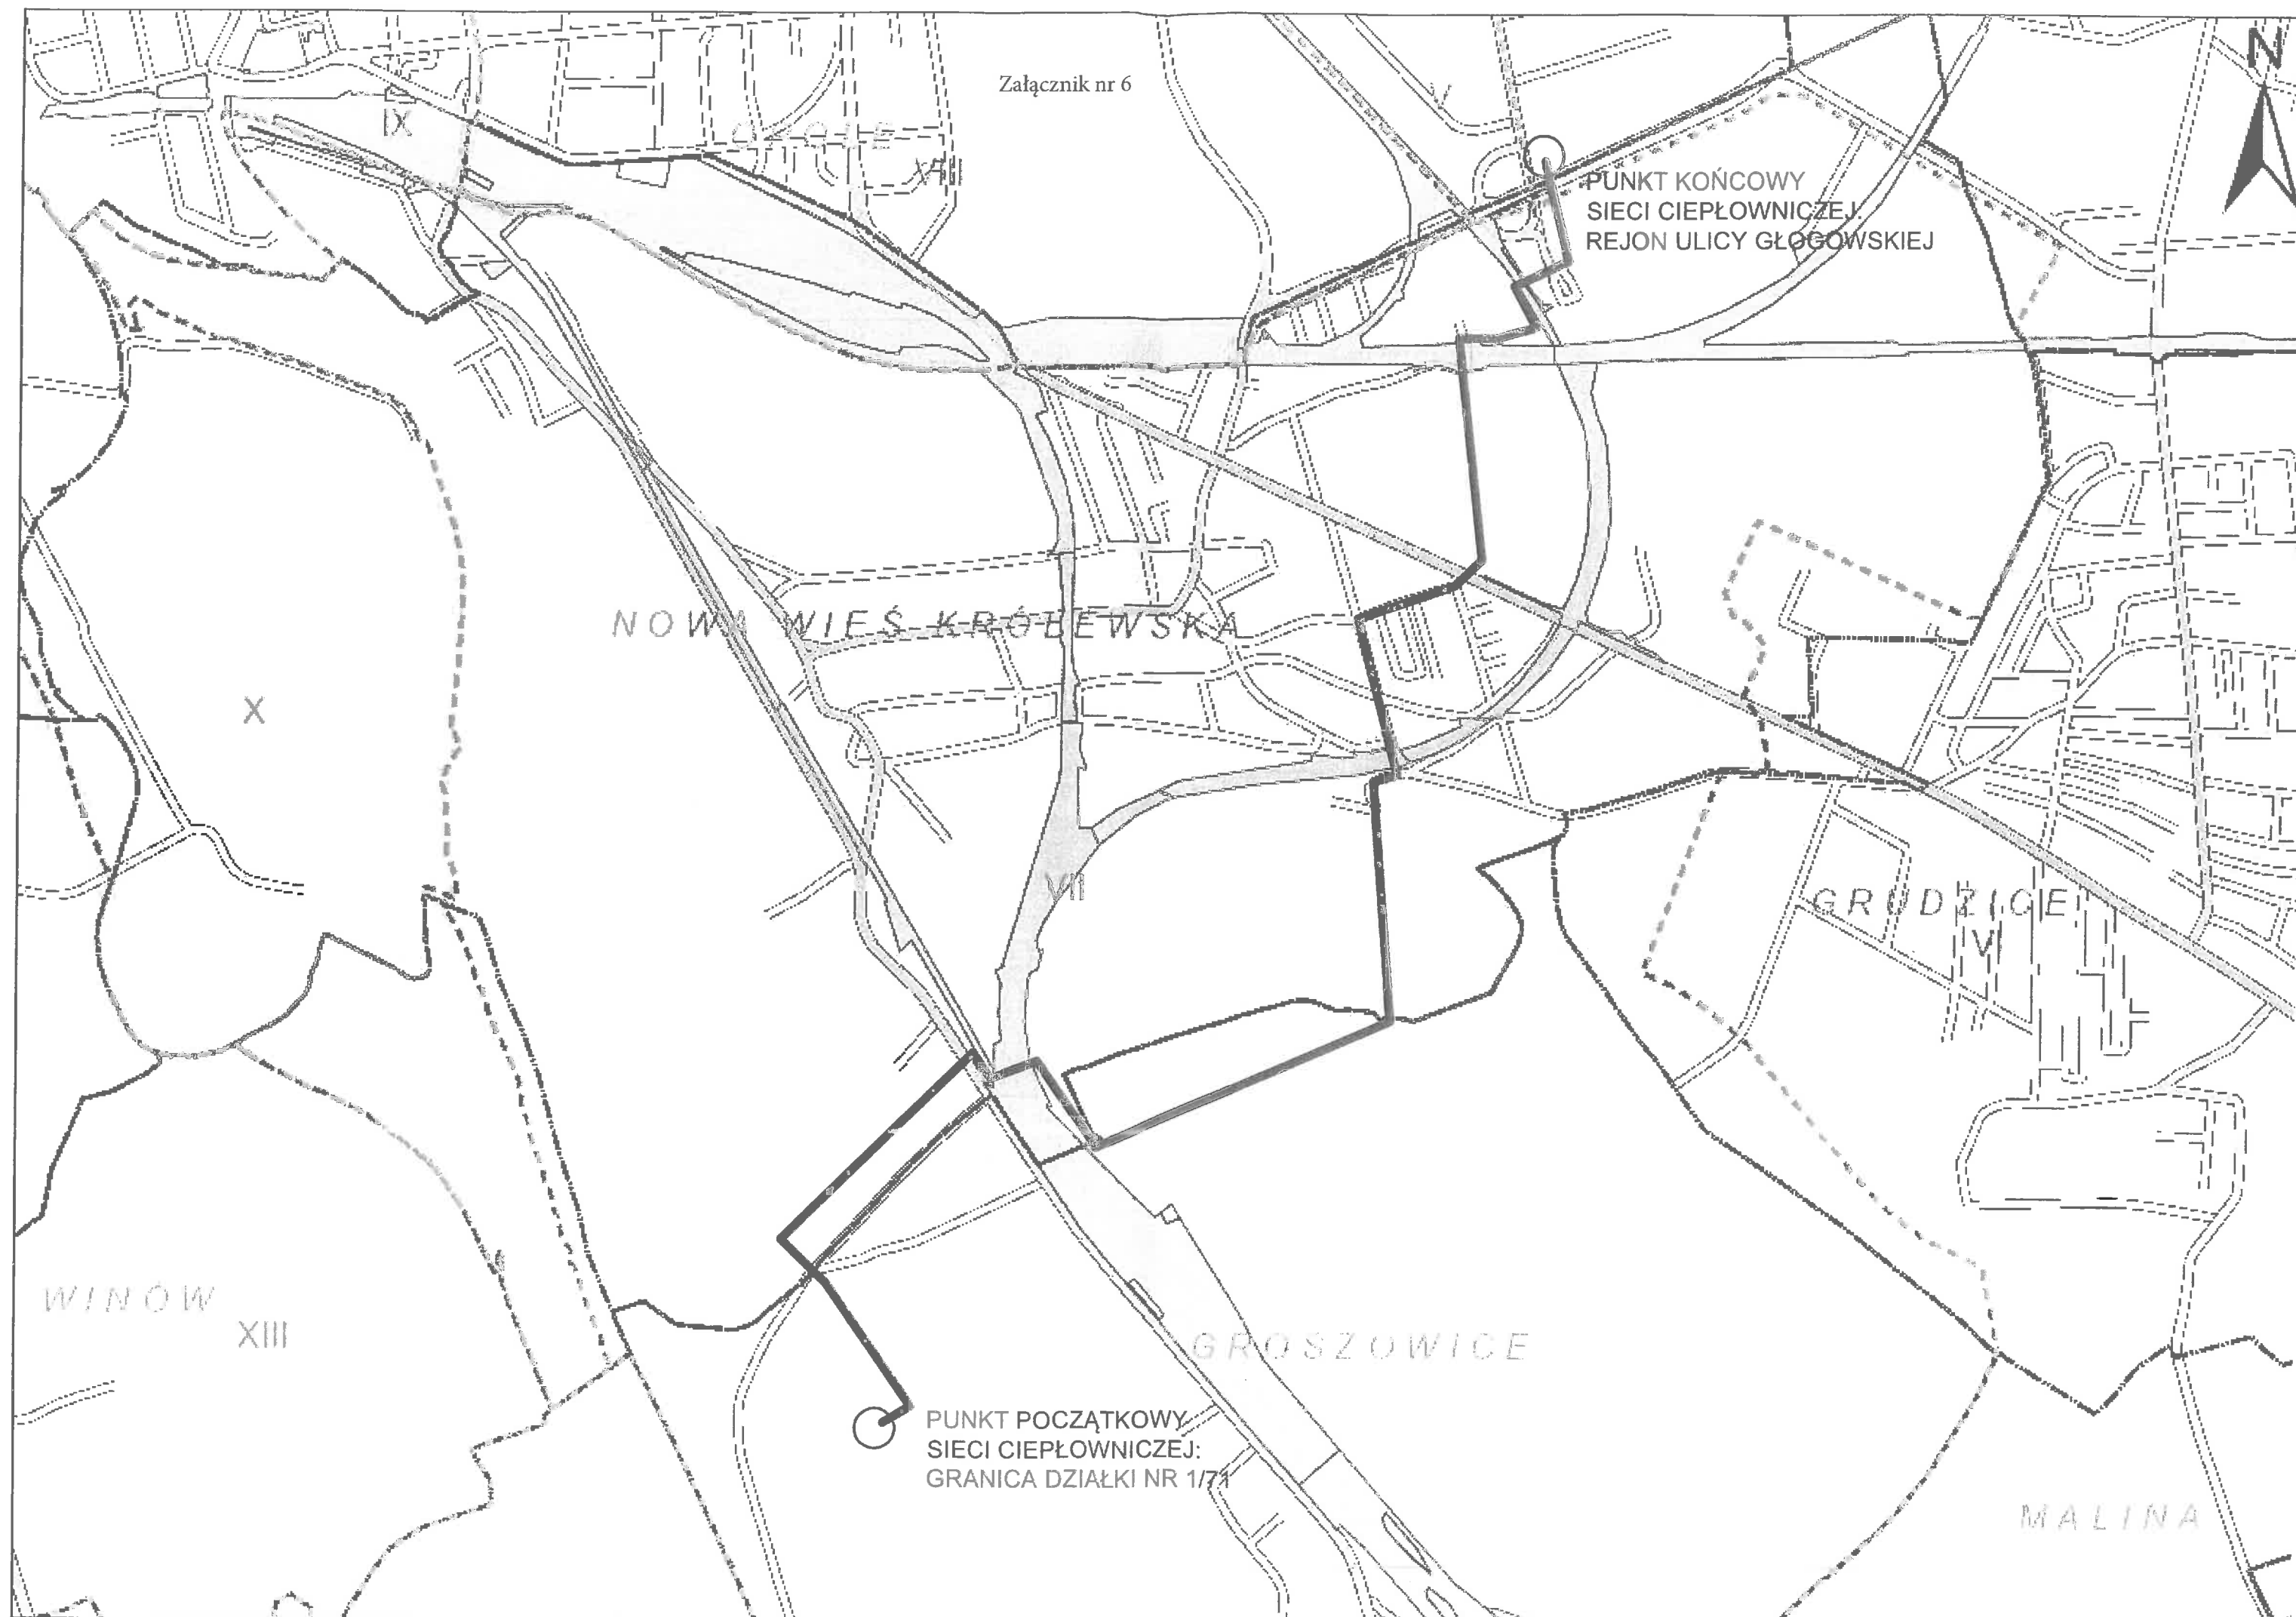 Załącznik nr 6
N
IX
V
XIII
PUNKT KOŃCOWY
SIECI CIEPŁOWNICZEJ:
REJON ULICY GŁOGOWSKIEJ
NOWA WIEŚ KRÓLEWSKA
X
VII
GRUDZICE
VI
WINÓW
XIII
GROSZOWICE
PUNKT POCZĄTKOWY
SIECI CIEPŁOWNICZEJ:
GRANICA DZIAŁKI NR 1/71
MALINA